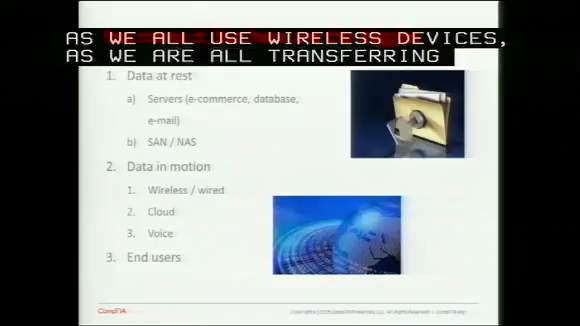 AS WE ALL USE WIRELESS DEVICES,
AS WE ARE ALL TRANSFERRING
1. Data at rest
a) Servers (e-commerce, database,
e-mail)
b) SAN / NAS
2. Data in motion
1. Wireless / wired
2. Cloud
3. Voice
3. End users
CompTIA